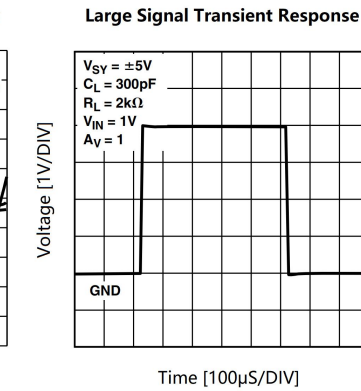 Large Signal Transient Response
V_SY = ±5V
C_L = 300pF
R_L = 2kΩ
V_IN = 1V
A_V = 1
Voltage [1V/DIV]
GND
Time [100µS/DIV]